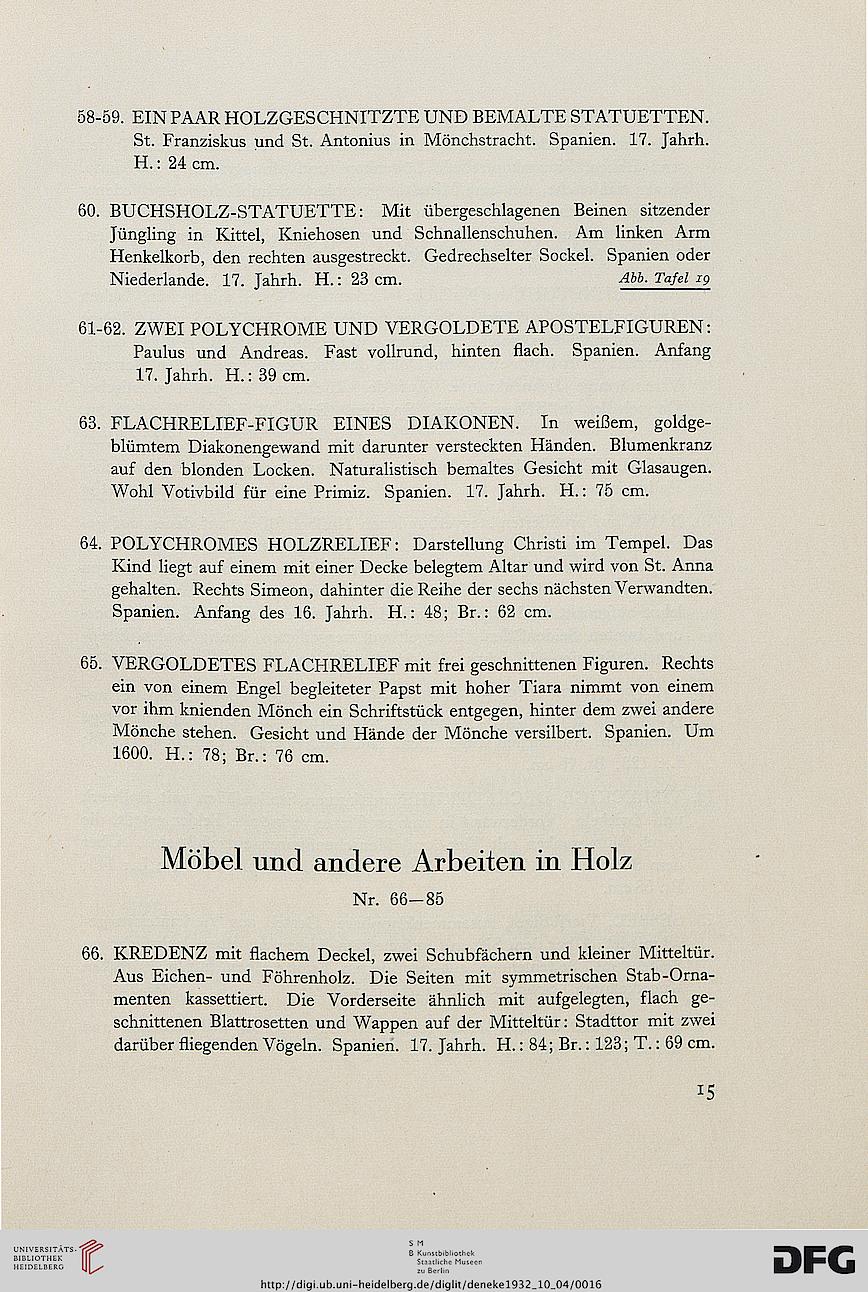 58-59. EIN PAAR HOLZGESCHNITZTE UND BEMALTE STATUETTEN.
St. Franziskus und St. Antonius in Mönchstracht. Spanien. 17. Jahrh.
H.: 24 cm.
60. BUCHSHOLZ-STATUETTE: Mit übergeschlagenen Beinen sitzender
Jüngling in Kittel, Kniehosen und Schnallenschuhen. Am linken Arm
Henkelkorb, den rechten ausgestreckt. Gedrechselter Sockel. Spanien oder
Niederlande. 17. Jahrh. H.: 23 cm. Abb. Tafel 19
61-62. ZWEI POLYCHROME UND VERGOLDETE APOSTELFIGUREN:
Paulus und Andreas. Fast vollrund, hinten flach. Spanien. Anfang
17. Jahrh. H.: 39 cm.
63. FLACHRELIEF-FIGUR EINES DIAKONEN. In weißem, goldge-
blümtem Diakonengewand mit darunter versteckten Händen. Blumenkranz
auf den blonden Locken. Naturalistisch bemaltes Gesicht mit Glasaugen.
Wohl Votivbild für eine Primiz. Spanien. 17. Jahrh. H.: 75 cm.
64. POLYCHROMES HOLZRELIEF: Darstellung Christi im Tempel. Das
Kind liegt auf einem mit einer Decke belegtem Altar und wird von St. Anna
gehalten. Rechts Simeon, dahinter die Reihe der sechs nächsten Verwandten.
Spanien. Anfang des 16. Jahrh. H.: 48; Br.: 62 cm.
65. VERGOLDETES FLACHRELIEF mit frei geschnittenen Figuren. Rechts
ein von einem Engel begleiteter Papst mit hoher Tiara nimmt von einem
vor ihm knienden Mönch ein Schriftstück entgegen, hinter dem zwei andere
Mönche stehen. Gesicht und Hände der Mönche versilbert. Spanien. Um
1600. H.: 78; Br.: 76 cm.
Möbel und andere Arbeiten in Holz
Nr. 66—85
66. KREDENZ mit flachem Deckel, zwei Schubfächern und kleiner Mitteltür.
Aus Eichen- und Föhrenholz. Die Seiten mit symmetrischen Stab-Orna-
menten kassettiert. Die Vorderseite ähnlich mit aufgelegten, flach ge-
schnittenen Blattrosetten und Wappen auf der Mitteltür: Stadttor mit zwei
darüber fliegenden Vögeln. Spanien. 17. Jahrh. H.: 84; Br.: 123; T.: 69 cm.
15
UNIVERSITÄTS-
BIBLIOTHEK
HEIDELBERG
S M
B Kunstbibliothek
Staatliche Museen
zu Berlin
DFG
http://digi.ub.uni-heidelberg.de/diglit/deneke1932_10_04/0016